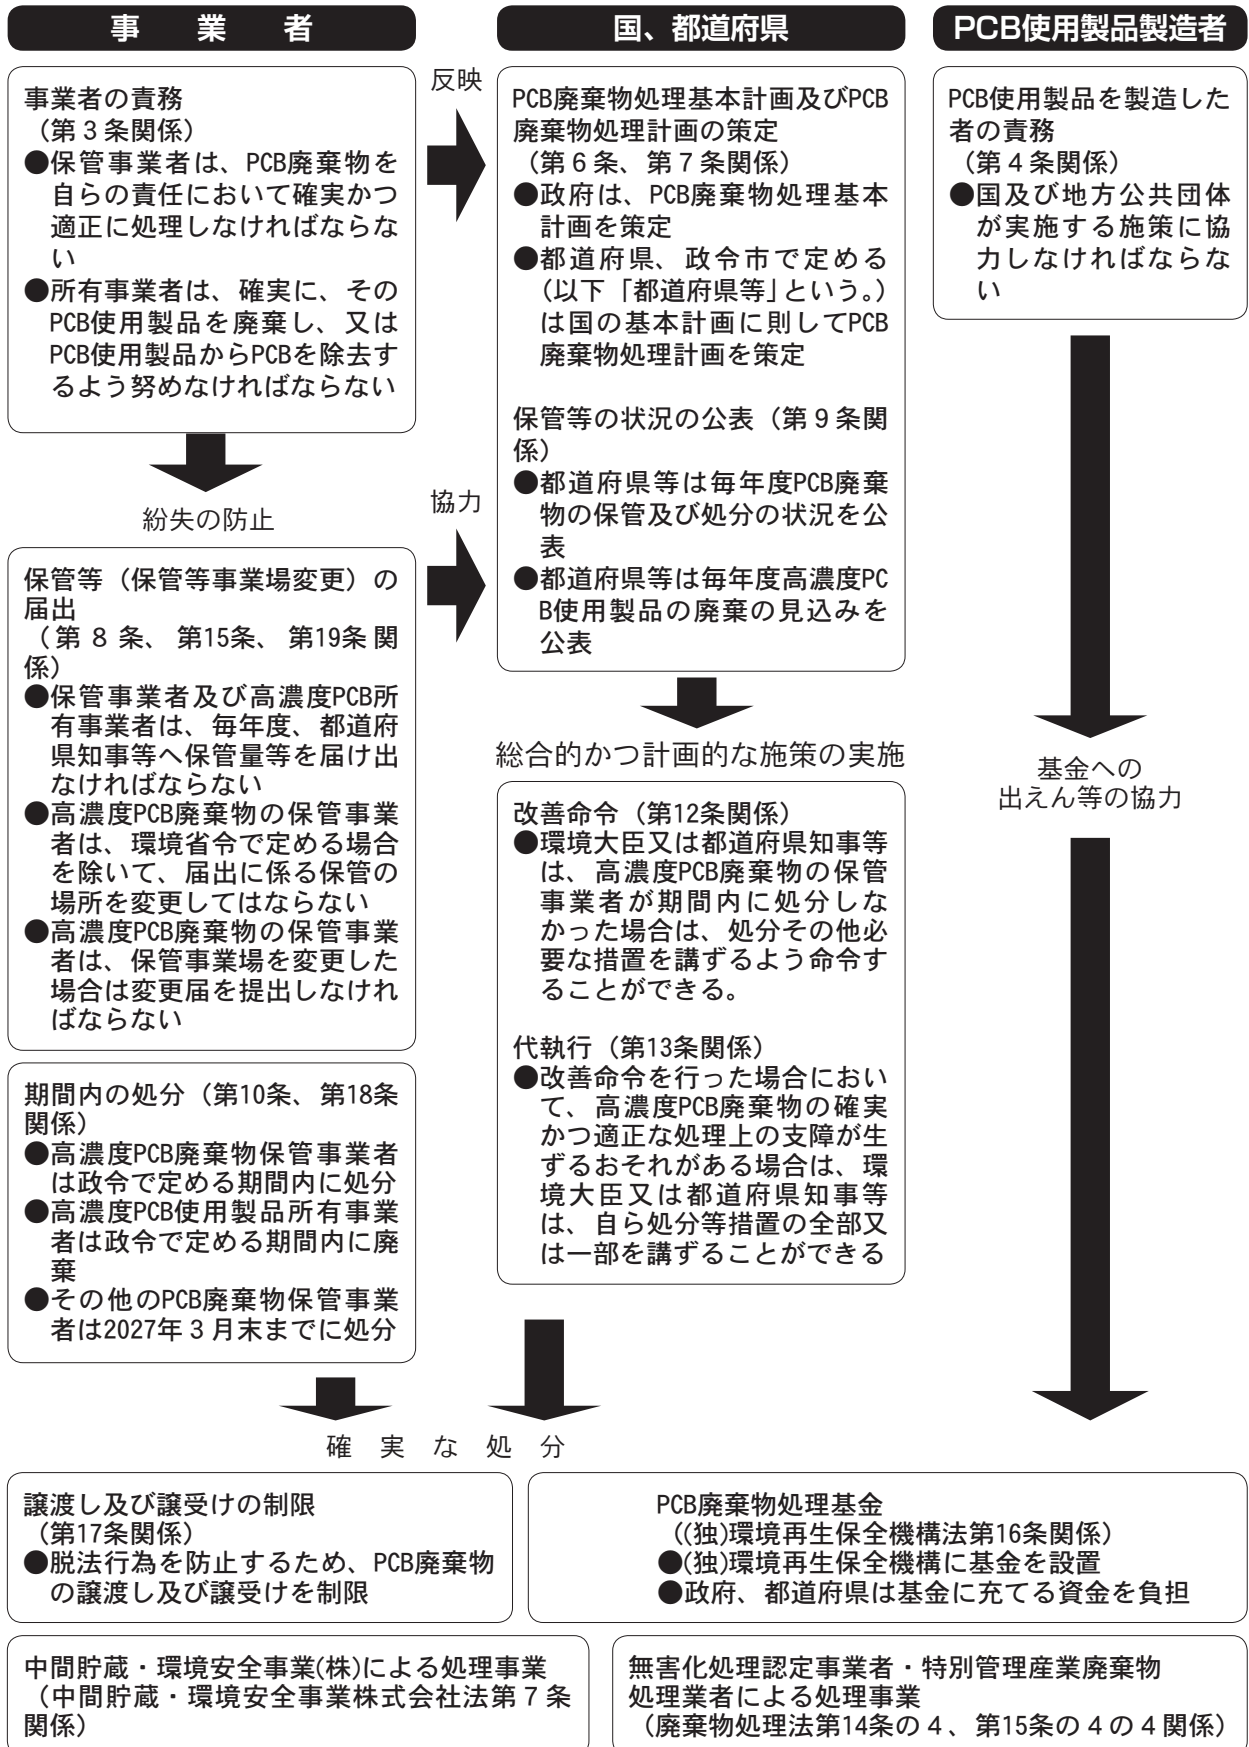 事業者
事業者の責務
（第３条関係）
●保管事業者は、PCB廃棄物を
自らの責任において確実かつ
適正に処理しなければならな
い
●所有事業者は、確実に、その
PCB使用製品を廃棄し、又は
PCB使用製品からPCBを除去す
るよう努めなければならない
紛失の防止
保管等（保管等事業場変更）の
届出
（第８条、第15条、第19条関
係）
●保管事業者及び高濃度PCB所
有事業者は、毎年度、都道府
県知事等へ保管量等を届け出
なければならない
●高濃度PCB廃棄物の保管事業
者は、環境省令で定める場合
を除いて、届出に係る保管の
場所を変更してはならない
●高濃度PCB廃棄物の保管事業
者は、保管事業場を変更した
場合は変更届を提出しなけれ
ばならない
期間内の処分（第10条、第18条
関係）
●高濃度PCB廃棄物保管事業者
は政令で定める期間内に処分
●高濃度PCB使用製品所有事業
者は政令で定める期間内に廃
棄
●その他のPCB廃棄物保管事業
者は2027年３月末までに処分
反映
協力
国、都道府県
PCB廃棄物処理基本計画及びPCB
廃棄物処理計画の策定
（第６条、第７条関係）
●政府は、PCB廃棄物処理基本
計画を策定
●都道府県、政令市で定める
（以下「都道府県等」という。）
は国の基本計画に則してPCB
廃棄物処理計画を策定
保管等の状況の公表（第９条関
係）
●都道府県等は毎年度PCB廃棄
物の保管及び処分の状況を公
表
●都道府県等は毎年度高濃度PC
B使用製品の廃棄の見込みを
公表
総合的かつ計画的な施策の実施
改善命令（第12条関係）
●環境大臣又は都道府県知事等
は、高濃度PCB廃棄物の保管
事業者が期間内に処分しな
かった場合は、処分その他必
要な措置を講ずるよう命令す
ることができる。
代執行（第13条関係）
●改善命令を行った場合におい
て、高濃度PCB廃棄物の確実
かつ適正な処理上の支障が生
ずるおそれがある場合は、環
境大臣又は都道府県知事等
は、自ら処分等措置の全部又
は一部を講ずることができる
PCB使用製品製造者
PCB使用製品を製造した
者の責務
（第４条関係）
●国及び地方公共団体
が実施する施策に協
力しなければならな
い
基金への
出えん等の協力
確実な処分
譲渡し及び譲受けの制限
（第17条関係）
●脱法行為を防止するため、PCB廃棄物
の譲渡し及び譲受けを制限
PCB廃棄物処理基金
（(独)環境再生保全機構法第16条関係）
●(独)環境再生保全機構に基金を設置
●政府、都道府県は基金に充てる資金を負担
中間貯蔵・環境安全事業(株)による処理事業
（中間貯蔵・環境安全事業株式会社法第７条
関係）
無害化処理認定事業者・特別管理産業廃棄物
処理業者による処理事業
（廃棄物処理法第14条の４、第15条の４の４関係）